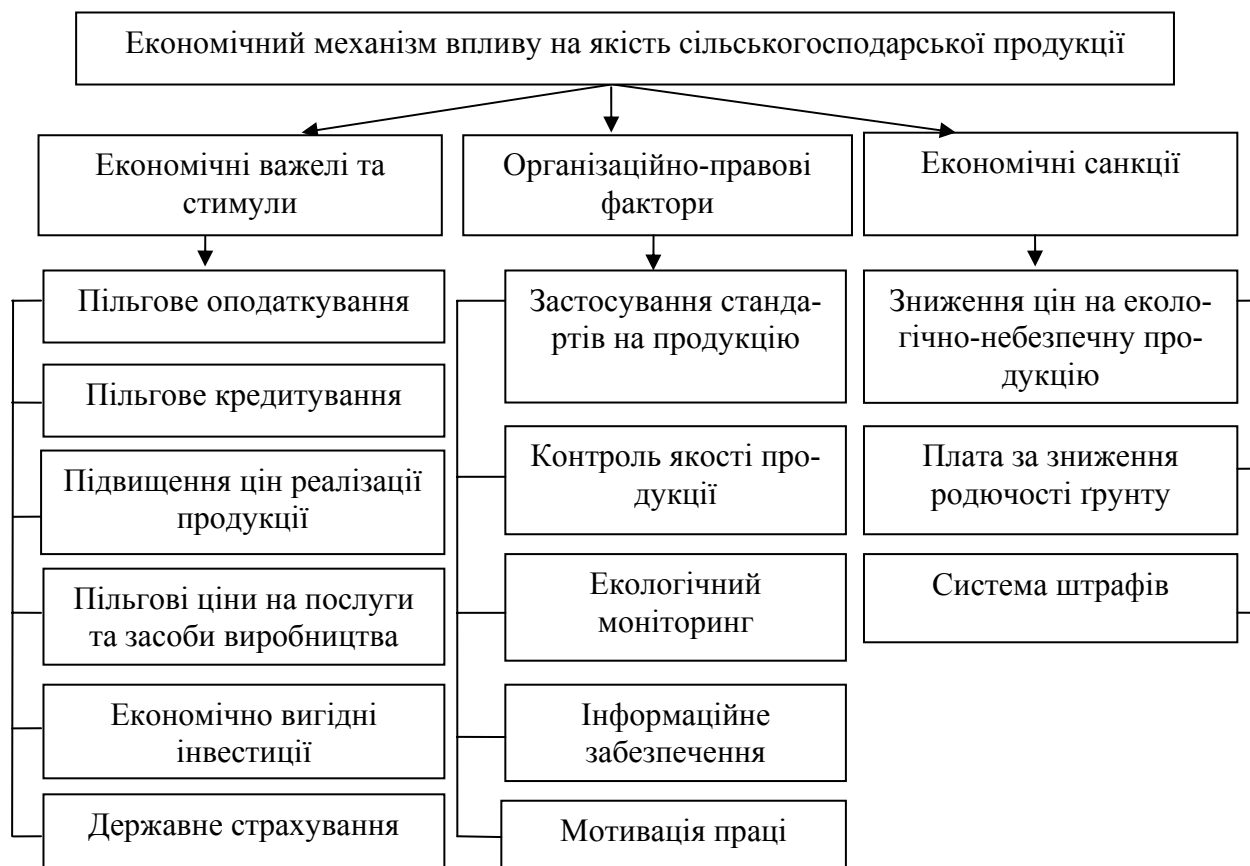 Економічний механізм впливу на якість сільськогосподарської продукції
Економічні важелі та
стимули
Пільгове оподаткування
Пільгове кредитування
Підвищення цін реалізації
продукції
Пільгові ціни на послуги
та засоби виробництва
Економічно вигідні
інвестиції
Державне страхування
Організаційно-правові
фактори
Застосування станда-
ртів на продукцію
Контроль якості про-
дукції
Екологічний
моніторинг
Інформаційне
забезпечення
Мотивація праці
Економічні санкції
Зниження цін на еколо-
гічно-небезпечну про-
дукцію
Плата за зниження
родючості ґрунту
Система штрафів